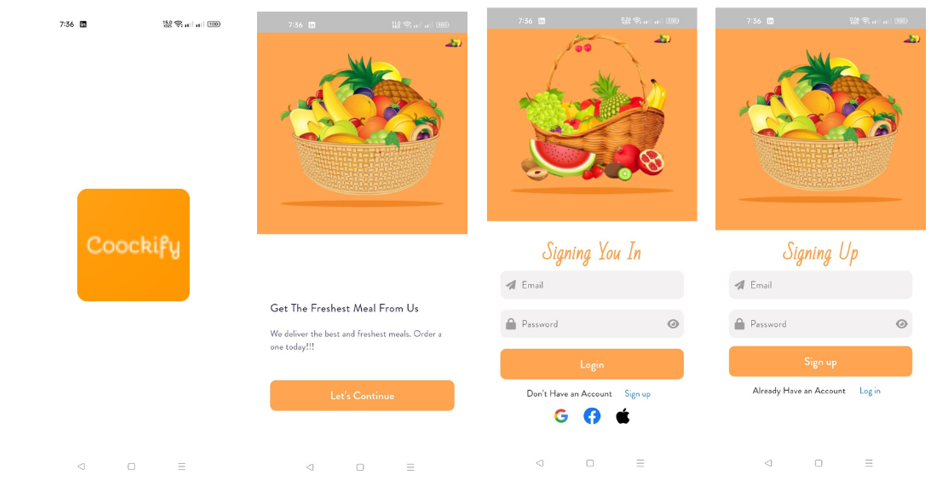 7:36
Coockify
7:36
Get The Freshest Meal From Us
We deliver the best and freshest meals. Order a
one today!!!
Let's Continue
7:36
Signing You In
Email
Password
Login
Don't Have an Account Sign up
7:36
Signing Up
Email
Password
Sign up
Already Have an Account Log in